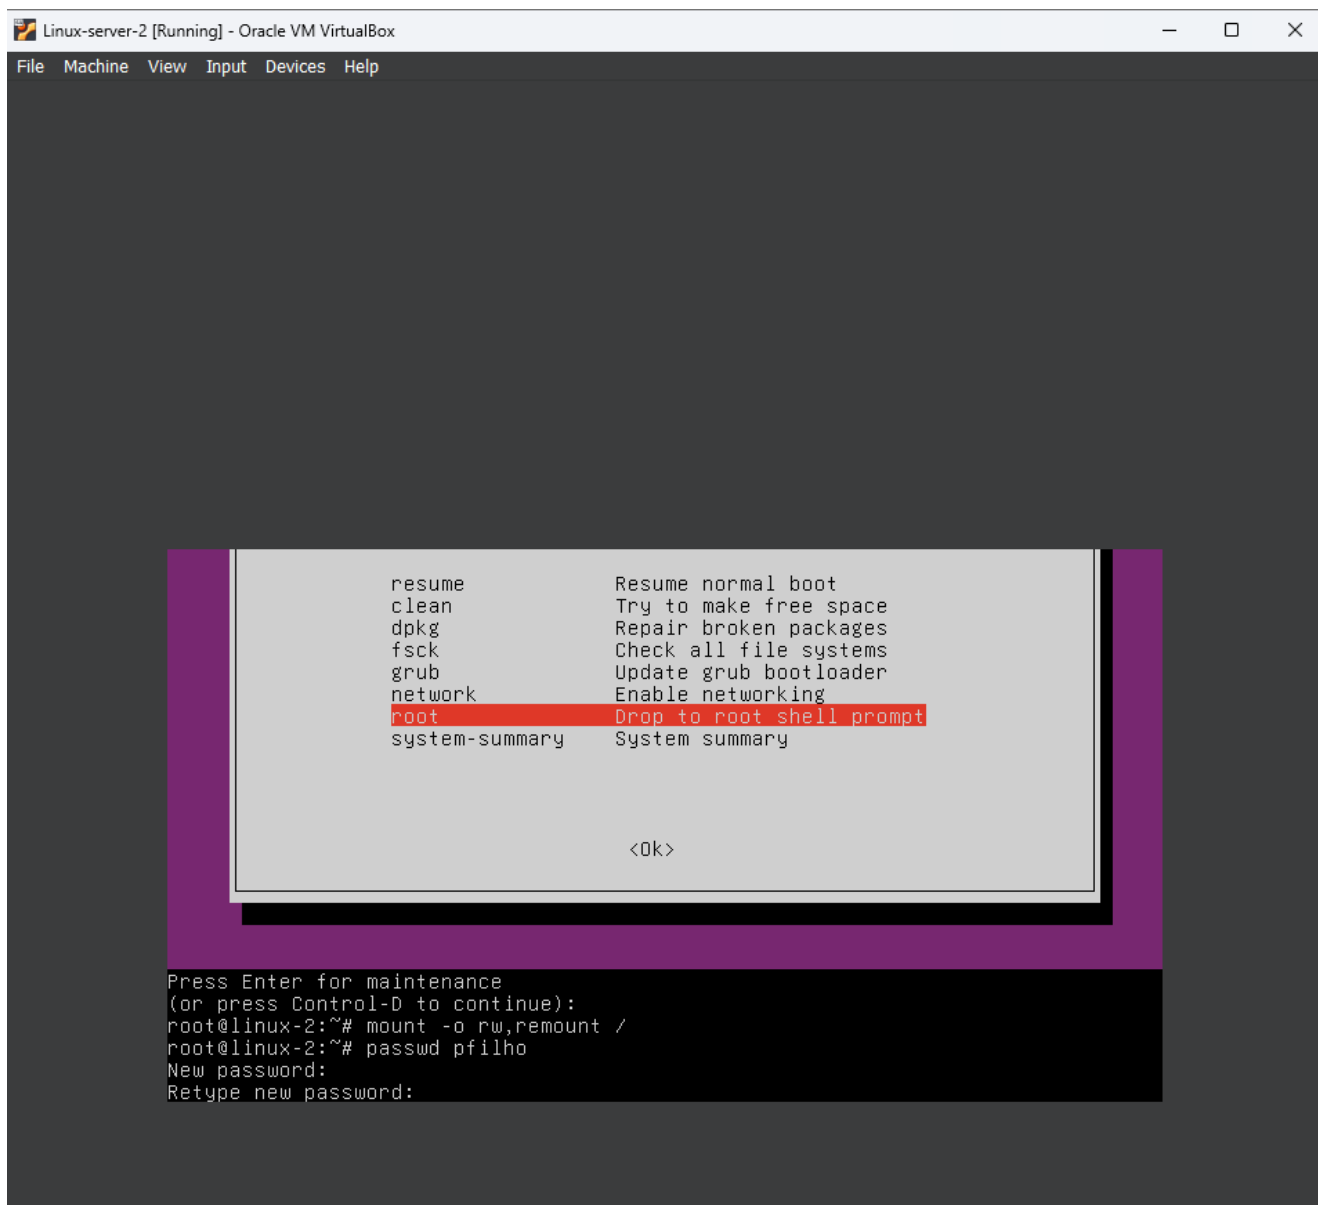 Linux-server-2 [Running] - Oracle VM VirtualBox
File Machine View Input Devices Help
resume Resume normal boot
clean Try to make free space
dpkg Repair broken packages
fsck Check all file systems
grub Update grub bootloader
network Enable networking
root Drop to root shell prompt
system-summary System summary
<Ok>
Press Enter for maintenance
(or press Control-D to continue):
root@linux-2:~# mount -o rw,remount /
root@linux-2:~# passwd pfilho
New password:
Retype new password: